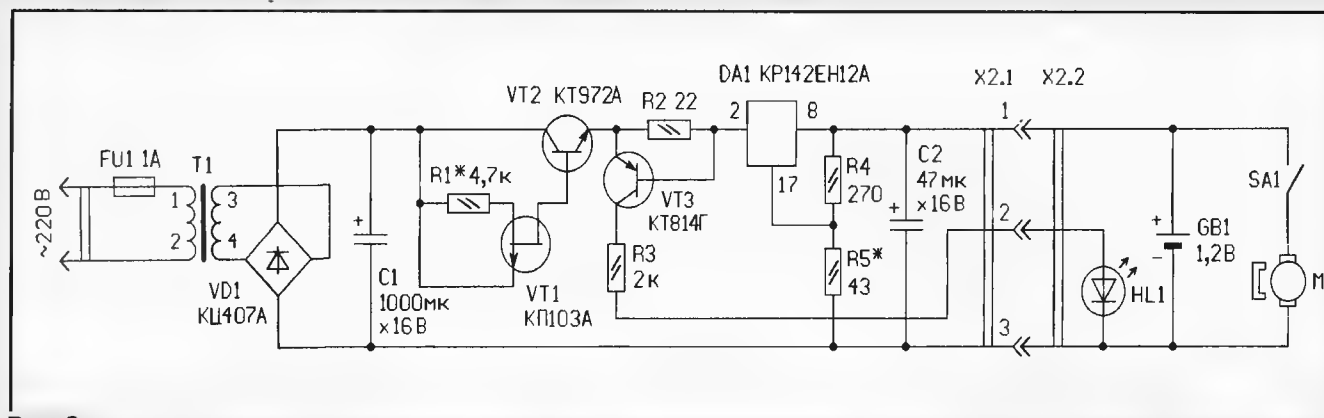 DA1 КР142ЕН12А
X2.1 X2.2
VT2 КТ972А
R2 22
2
8
1
FU1 1А
T1
R1* 4,7к
17
R4
270
C2
47мк
×16В
SA1
~220В
1
2
3
4
+
VT3
КТ814Г
+
2
+
GB1
1,2В
−
R3
2к
R5*
43
HL1
M
VD1
КЦ407А
C1
1000мк
×16В
VT1
КП103А
3